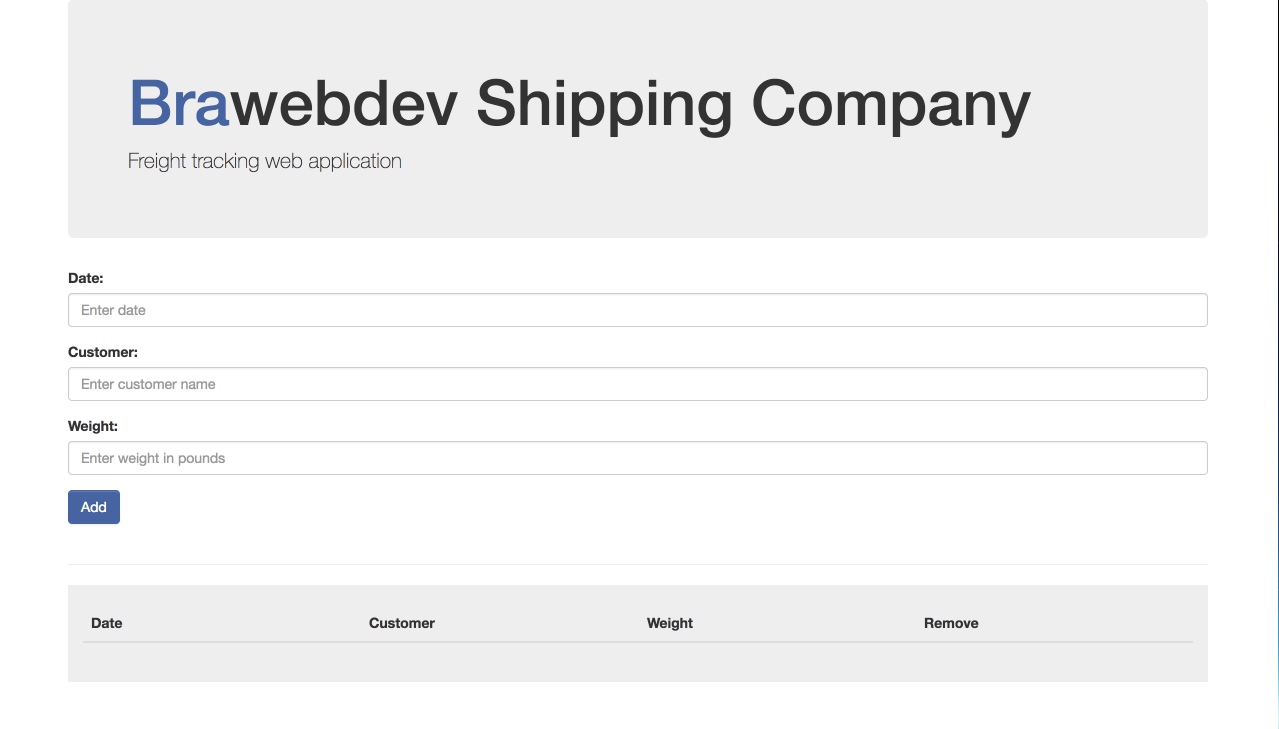 Brawebdev Shipping Company
Freight tracking web application
Date:
Enter date
Customer:
Enter customer name
Weight:
Enter weight in pounds
Add
Date Customer Weight Remove